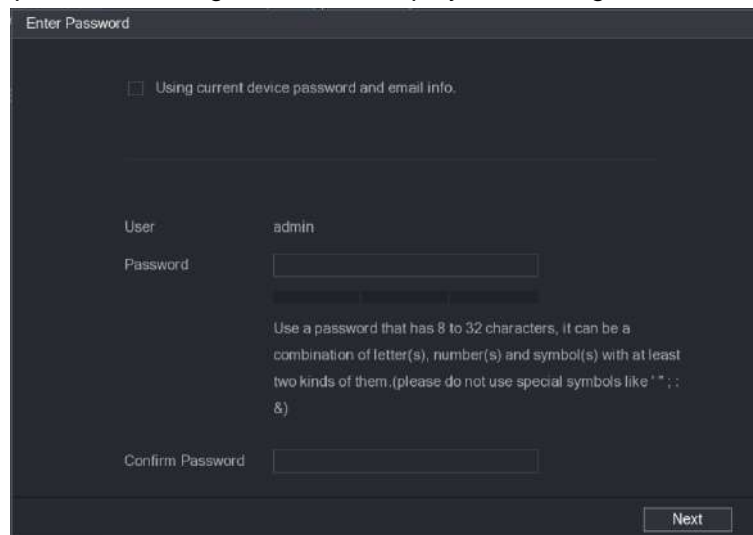 Enter Password
Using current device password and email info.
User admin
Password
Use a password that has 8 to 32 characters, it can be a
combination of letter(s), number(s) and symbol(s) with at least
two kinds of them.(please do not use special symbols like ' " ; :
&)
Confirm Password
Next